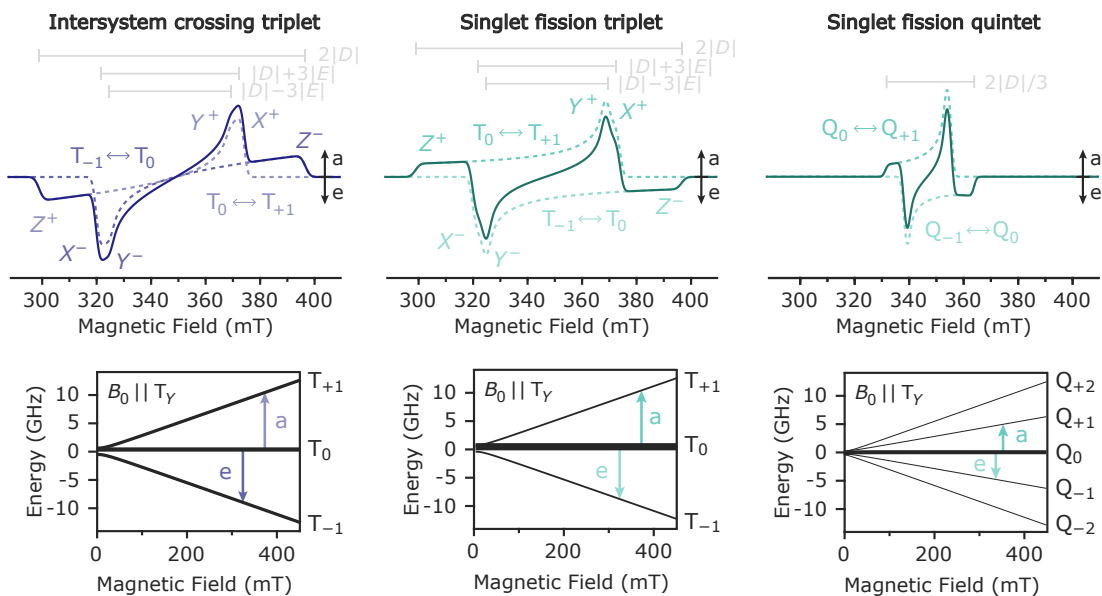 Intersystem crossing triplet
2|D|
|D|+3|E|
|D|−3|E|
Y⁺
X⁺
Z⁻
T₋₁↔T₀
a
e
Z⁺
T₀↔T₊₁
X⁻
Y⁻
300 320 340 360 380 400
Magnetic Field (mT)
Singlet fission triplet
2|D|
|D|+3|E|
|D|−3|E|
Y⁺
X⁺
Z⁺
T₀↔T₊₁
a
e
Z⁻
T₋₁↔T₀
X⁻
Y⁻
300 320 340 360 380 400
Magnetic Field (mT)
Singlet fission quintet
2|D|/3
Q₀↔Q₊₁
a
e
Q₋₁↔Q₀
300 320 340 360 380 400
Magnetic Field (mT)
B₀ || T_Y
T₊₁
10
5
a
0
T₀
e
-5
-10
T₋₁
Energy (GHz)
0 200 400
Magnetic Field (mT)
B₀ || T_Y
T₊₁
10
5
a
0
T₀
e
-5
-10
T₋₁
Energy (GHz)
0 200 400
Magnetic Field (mT)
B₀ || T_Y
Q₊₂
10
Q₊₁
5
a
0
Q₀
e
-5
Q₋₁
-10
Q₋₂
Energy (GHz)
0 200 400
Magnetic Field (mT)